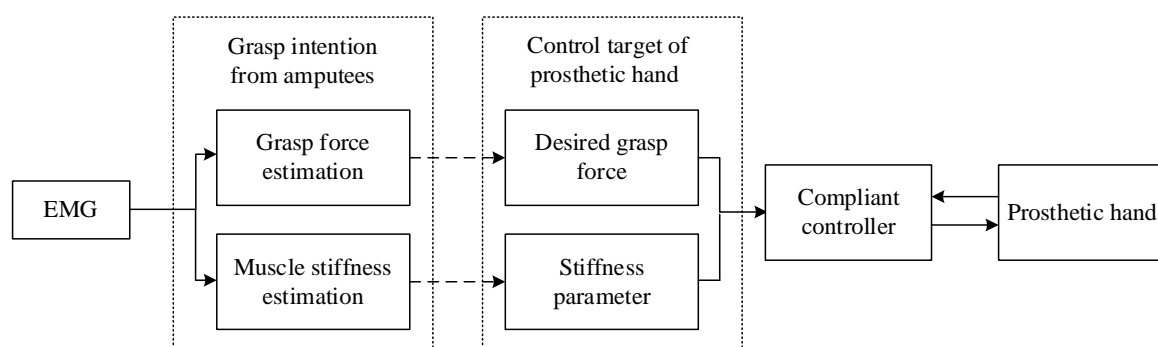 Grasp intention
from amputees
Control target of
prosthetic hand
Grasp force
estimation
Desired grasp
force
EMG
Compliant
controller
Prosthetic hand
Muscle stiffness
estimation
Stiffness
parameter